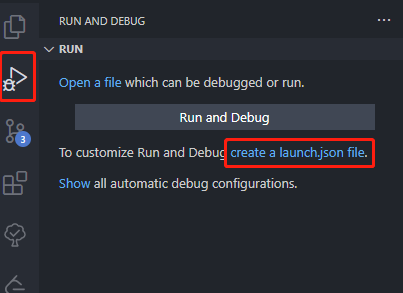 RUN AND DEBUG ...
RUN
Open a file which can be debugged or run.
Run and Debug
To customize Run and Debug create a launch.json file.
3
Show all automatic debug configurations.